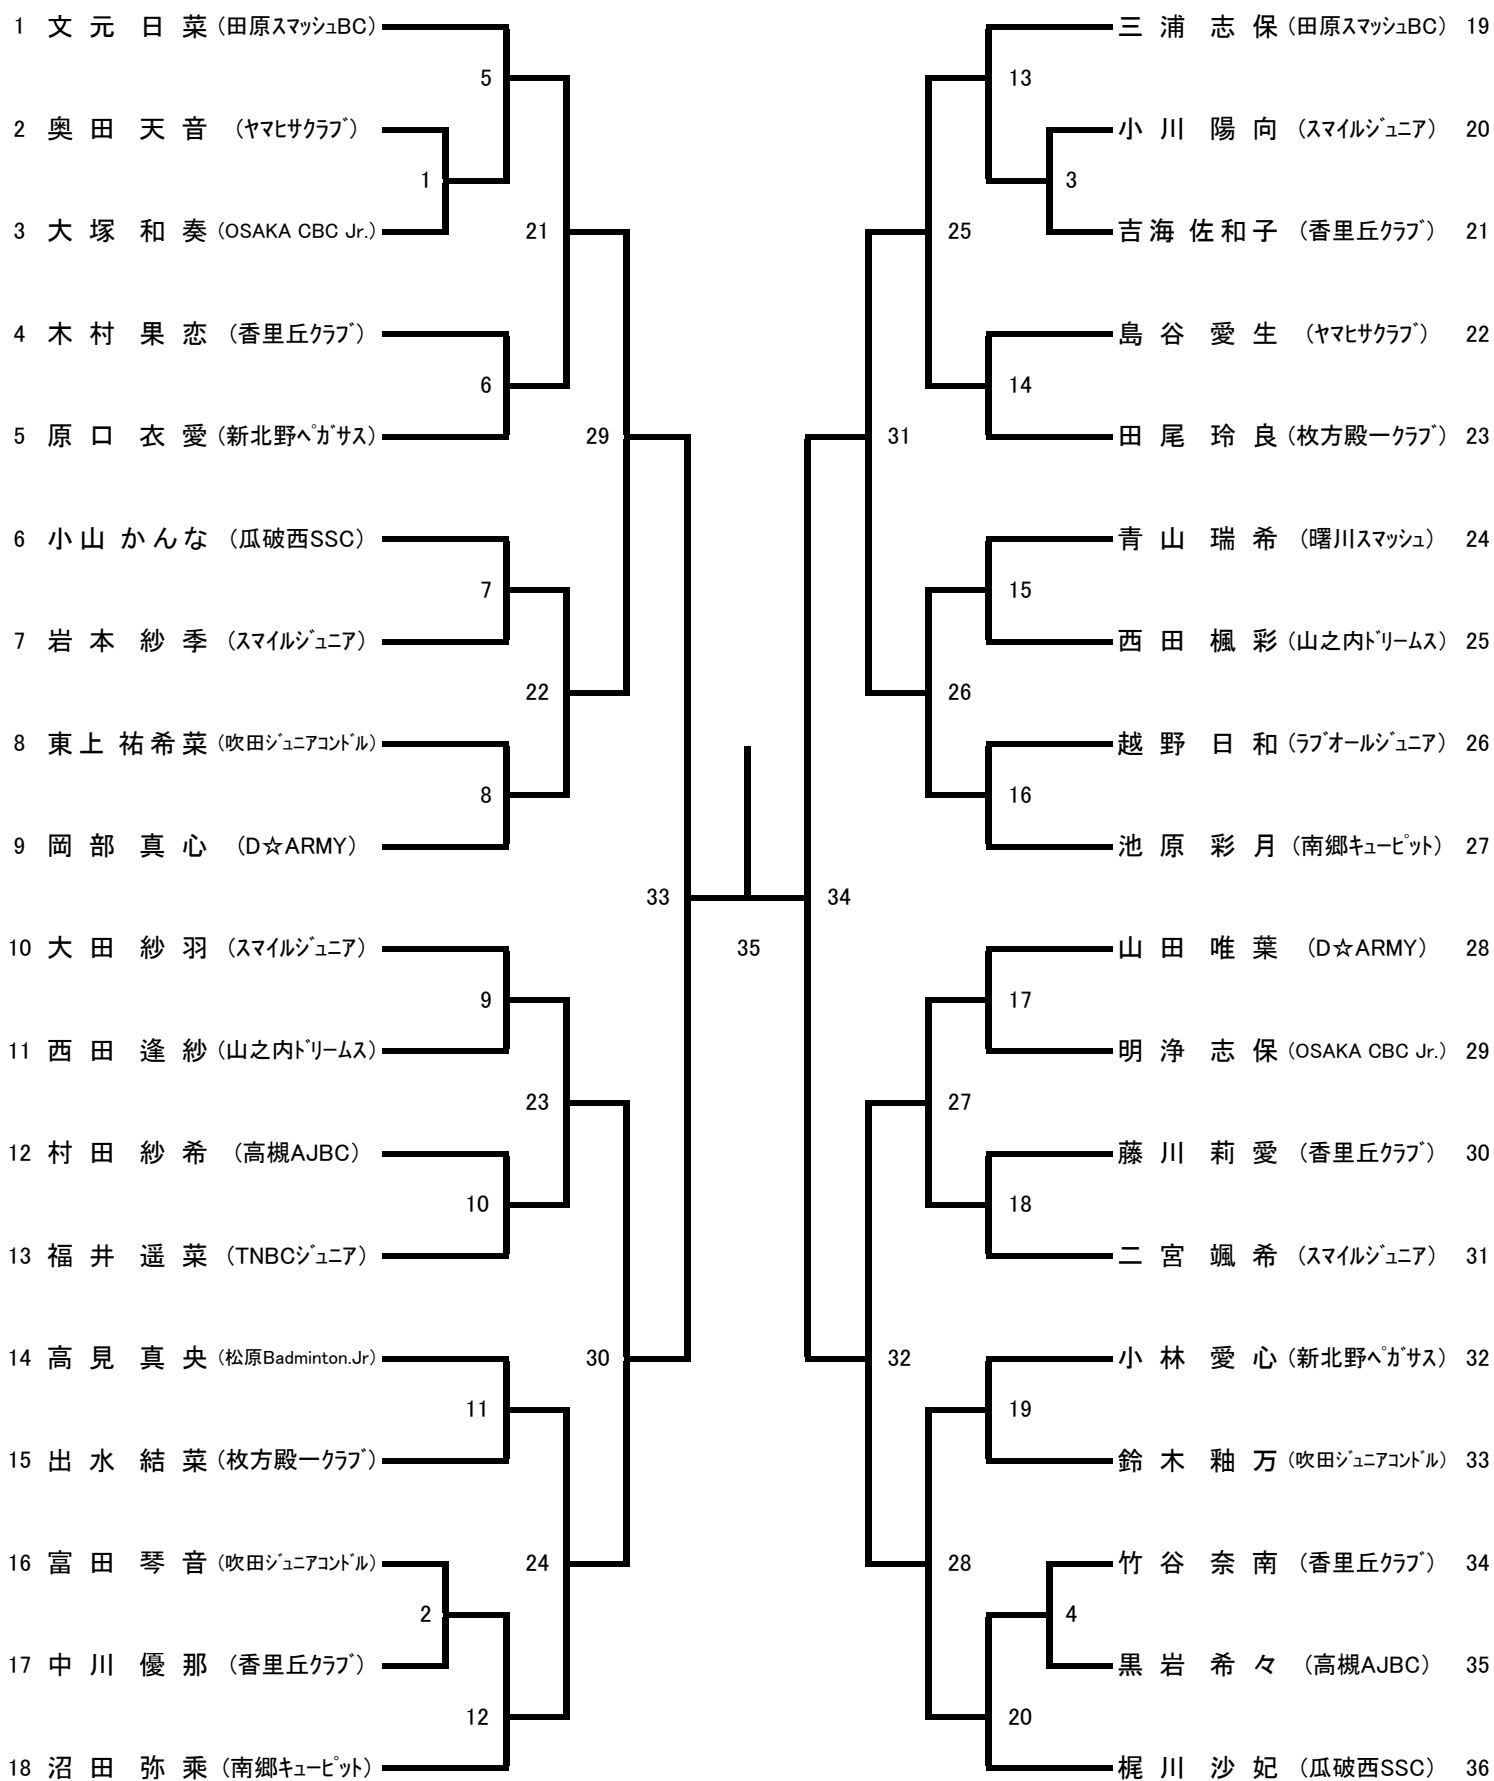 1 文元 日菜 (田原ｽﾏｯｼｭBC)
5
2 奥田 天音 (ﾔﾏﾋｻｸﾗﾌﾞ)
1
3 大塚 和奏 (OSAKA CBC Jr.)
21
4 木村 果恋 (香里丘ｸﾗﾌﾞ)
6
5 原口 衣愛 (新北野ﾍﾟｶﾞｻｽ)
29
6 小山 かんな (瓜破西SSC)
7
7 岩本 紗季 (ｽﾏｲﾙｼﾞｭﾆｱ)
22
8 東上 祐希菜 (吹田ｼﾞｭﾆｱｺﾝﾄﾞﾙ)
8
9 岡部 真心 (D☆ARMY)
33
10 大田 紗羽 (ｽﾏｲﾙｼﾞｭﾆｱ)
9
11 西田 逢紗 (山之内ﾄﾞﾘｰﾑｽ)
23
12 村田 紗希 (高槻AJBC)
10
13 福井 遥菜 (TNBCｼﾞｭﾆｱ)
14 高見 真央 (松原Badminton.Jr)
30
11
15 出水 結菜 (枚方殿一ｸﾗﾌﾞ)
16 富田 琴音 (吹田ｼﾞｭﾆｱｺﾝﾄﾞﾙ)
24
2
17 中川 優那 (香里丘ｸﾗﾌﾞ)
12
18 沼田 弥乗 (南郷ｷｭｰﾋﾟｯﾄ)
35
三浦 志保 (田原ｽﾏｯｼｭBC) 19
13
小川 陽向 (ｽﾏｲﾙｼﾞｭﾆｱ) 20
3
吉海 佐和子 (香里丘ｸﾗﾌﾞ) 21
25
島谷 愛生 (ﾔﾏﾋｻｸﾗﾌﾞ) 22
14
田尾 玲良 (枚方殿一ｸﾗﾌﾞ) 23
31
青山 瑞希 (曙川ｽﾏｯｼｭ) 24
15
西田 楓彩 (山之内ﾄﾞﾘｰﾑｽ) 25
26
越野 日和 (ﾗﾌﾞｵｰﾙｼﾞｭﾆｱ) 26
16
池原 彩月 (南郷ｷｭｰﾋﾟｯﾄ) 27
34
山田 唯葉 (D☆ARMY) 28
17
明浄 志保 (OSAKA CBC Jr.) 29
27
藤川 莉愛 (香里丘ｸﾗﾌﾞ) 30
18
二宮 颯希 (ｽﾏｲﾙｼﾞｭﾆｱ) 31
小林 愛心 (新北野ﾍﾟｶﾞｻｽ) 32
32
19
鈴木 釉万 (吹田ｼﾞｭﾆｱｺﾝﾄﾞﾙ) 33
竹谷 奈南 (香里丘ｸﾗﾌﾞ) 34
28
4
黒岩 希々 (高槻AJBC) 35
20
梶川 沙妃 (瓜破西SSC) 36